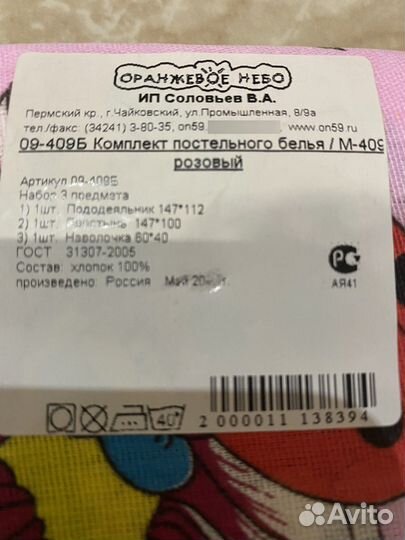 ОРАНЖЕВОЕ НЕБО
ИП Соловьев В.А.
Пермский кр., г.Чайковский, ул.Промышленная, 8/9а
тел./факс: (34241) 3-80-35, on59. www.on59.ru
09-409Б Комплект постельного белья / М-409
розовый
Артикул 09-409Б
Набор 3 предмета
1) 1шт. Пододеяльник 147*112
2) 1шт. Простынь 147*100
3) 1шт. Наволочка 60*40
ГОСТ 31307-2005
Состав: хлопок 100%
произведено: Россия Май
РС
АЯ41
40°
2 000011 138394
Avito